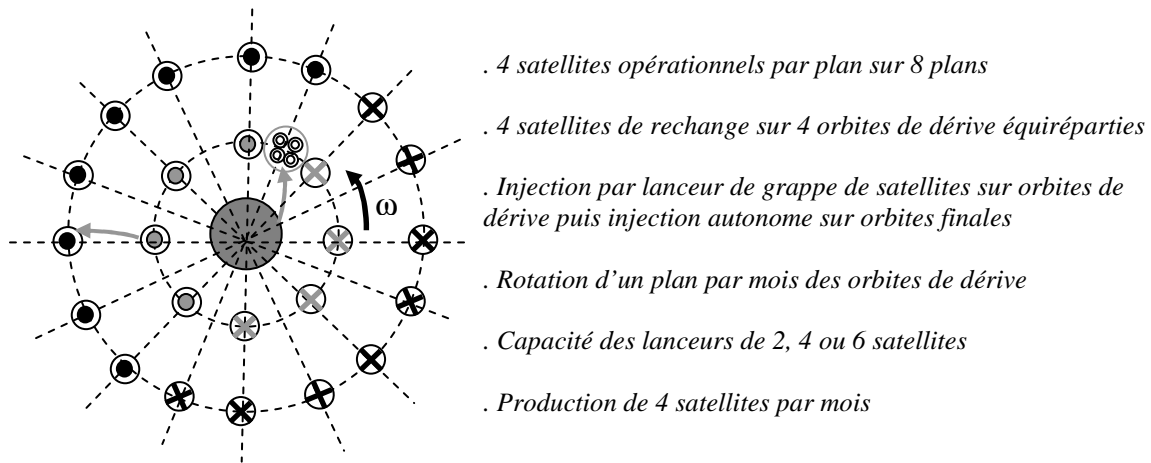 . 4 satellites opérationnels par plan sur 8 plans
. 4 satellites de rechange sur 4 orbites de dérive équiréparties
. Injection par lanceur de grappe de satellites sur orbites de
dérive puis injection autonome sur orbites finales
ω
. Rotation d’un plan par mois des orbites de dérive
. Capacité des lanceurs de 2, 4 ou 6 satellites
. Production de 4 satellites par mois